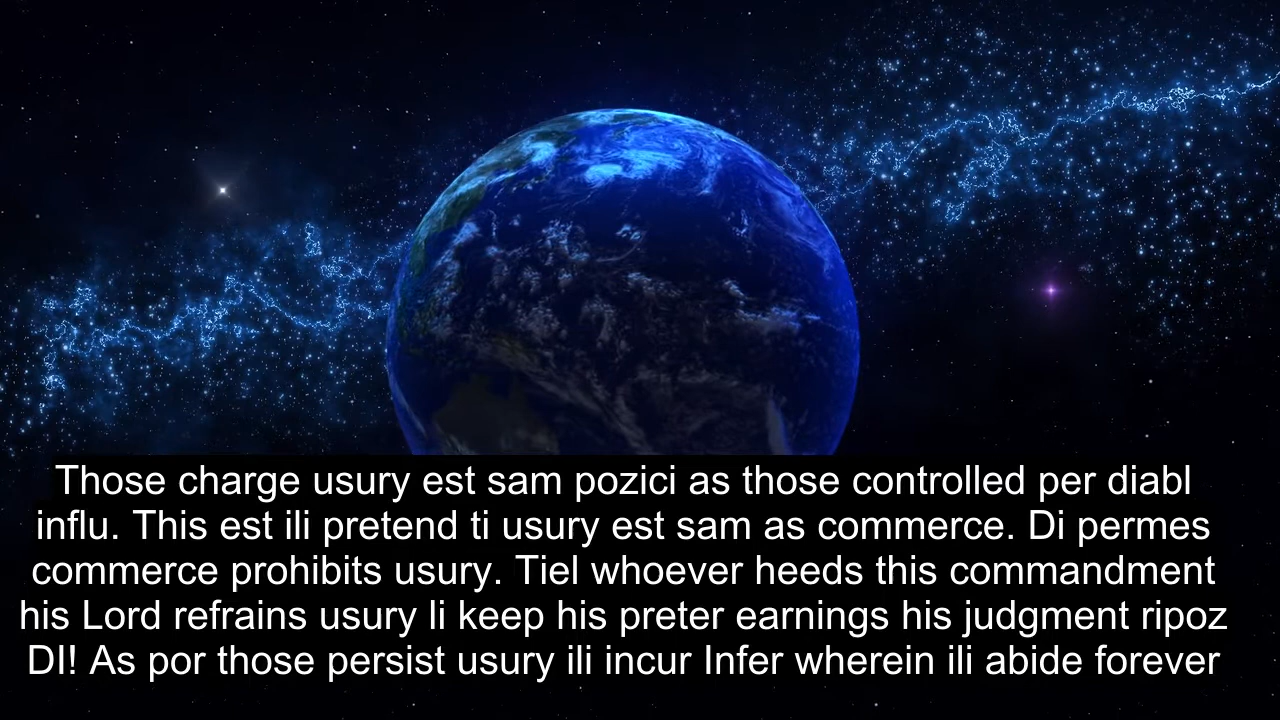 Those charge usury est sam pozici as those controlled per diabl
influ. This est ili pretend ti usury est sam as commerce. Di permes
commerce prohibits usury. Tiel whoever heeds this commandment
his Lord refrains usury li keep his preter earnings his judgment ripoz
DI! As por those persist usury ili incur Infer wherein ili abide forever